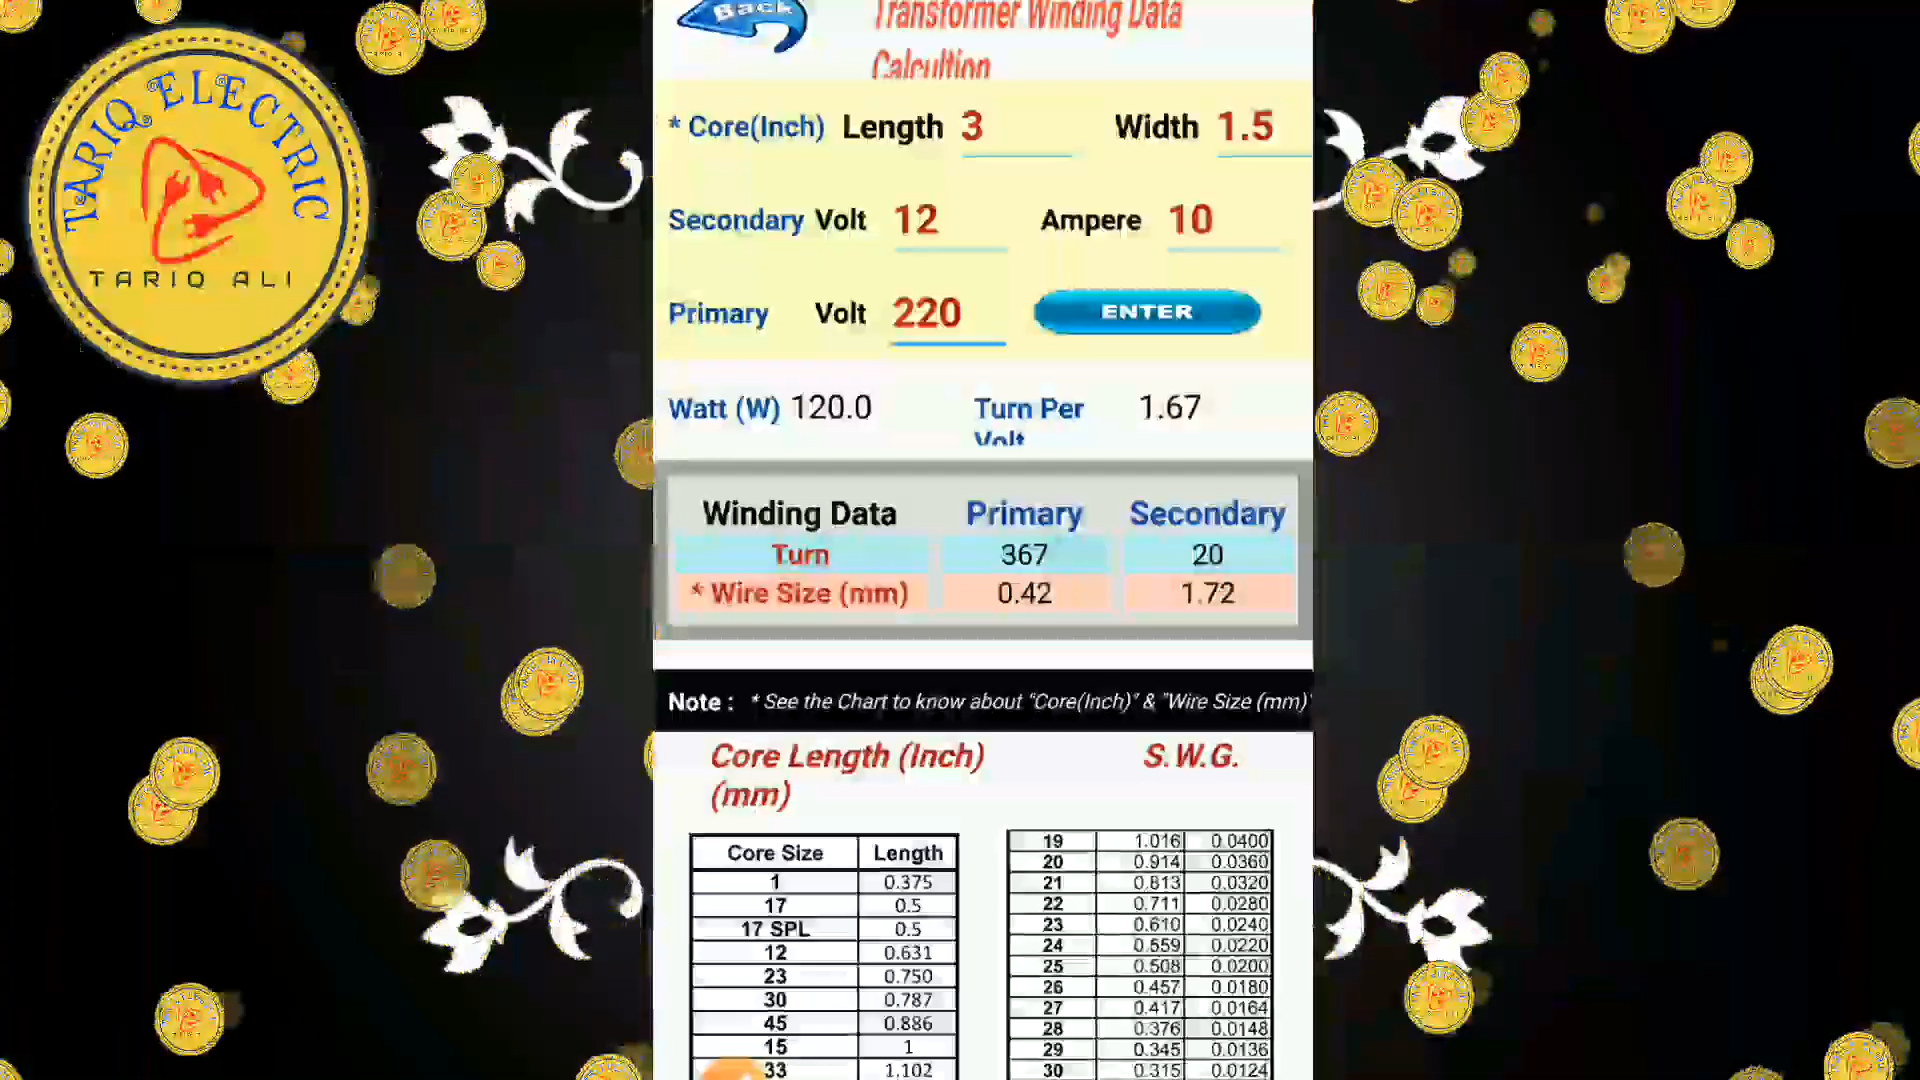 TARIQ ELECTRIC
TARIQ ALI
Back
Transformer Winding Data
Calcultion
* Core(Inch) Length 3 Width 1.5
Secondary Volt 12 Ampere 10
Primary Volt 220 ENTER
Watt (W) 120.0 Turn Per 1.67
Volt
Winding Data Primary Secondary
Turn 367 20
* Wire Size (mm) 0.42 1.72
Note : * See the Chart to know about "Core(Inch)" & "Wire Size (mm)"
Core Length (Inch) S.W.G.
(mm)
Core Size Length
1 0.375
17 0.5
17 SPL 0.5
12 0.631
23 0.750
30 0.787
45 0.886
15 1
33 1.102
19 1.016 0.0400
20 0.914 0.0360
21 0.813 0.0320
22 0.711 0.0280
23 0.610 0.0240
24 0.559 0.0220
25 0.508 0.0200
26 0.457 0.0180
27 0.417 0.0164
28 0.376 0.0148
29 0.345 0.0136
30 0.315 0.0124